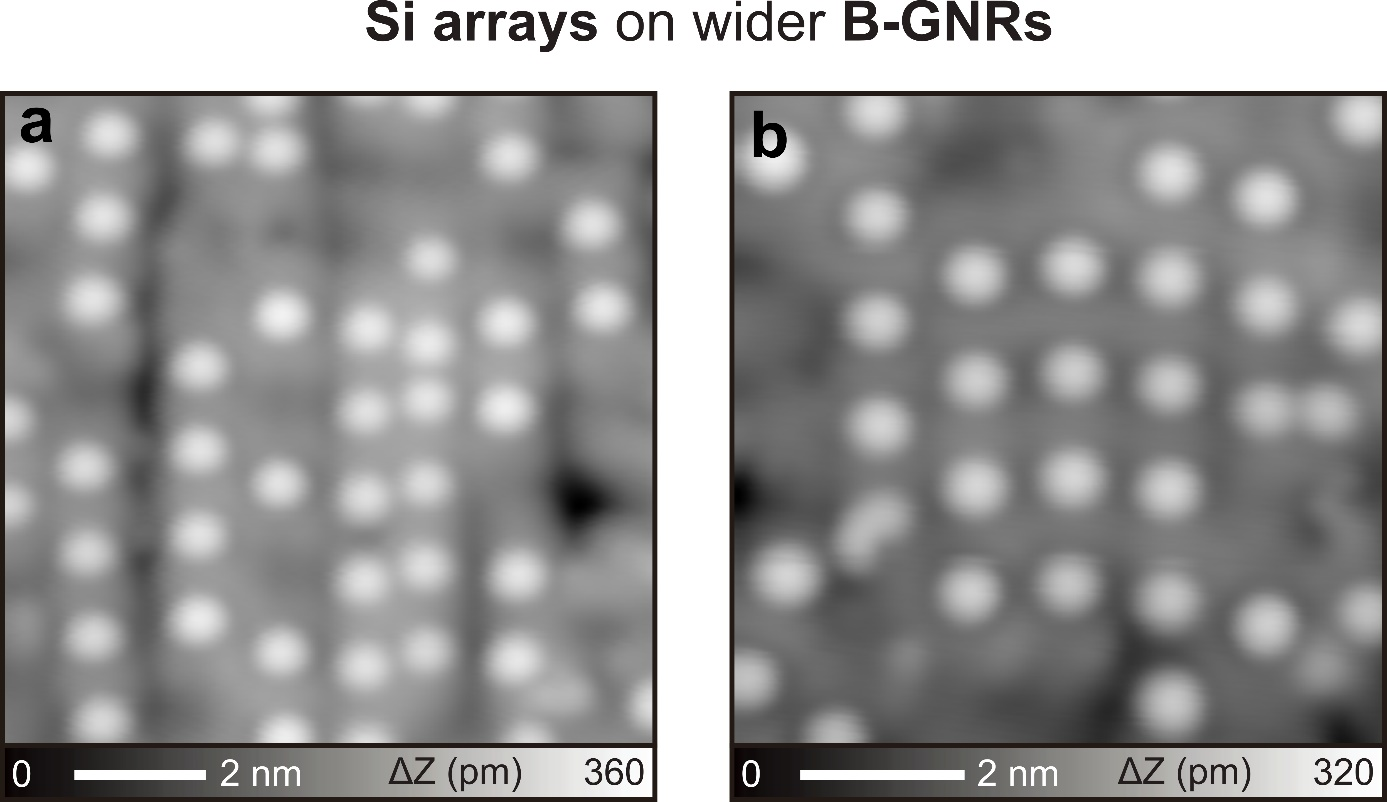 Si arrays on wider B-GNRs
a
b
0 2 nm ΔZ (pm) 360
0 2 nm ΔZ (pm) 320